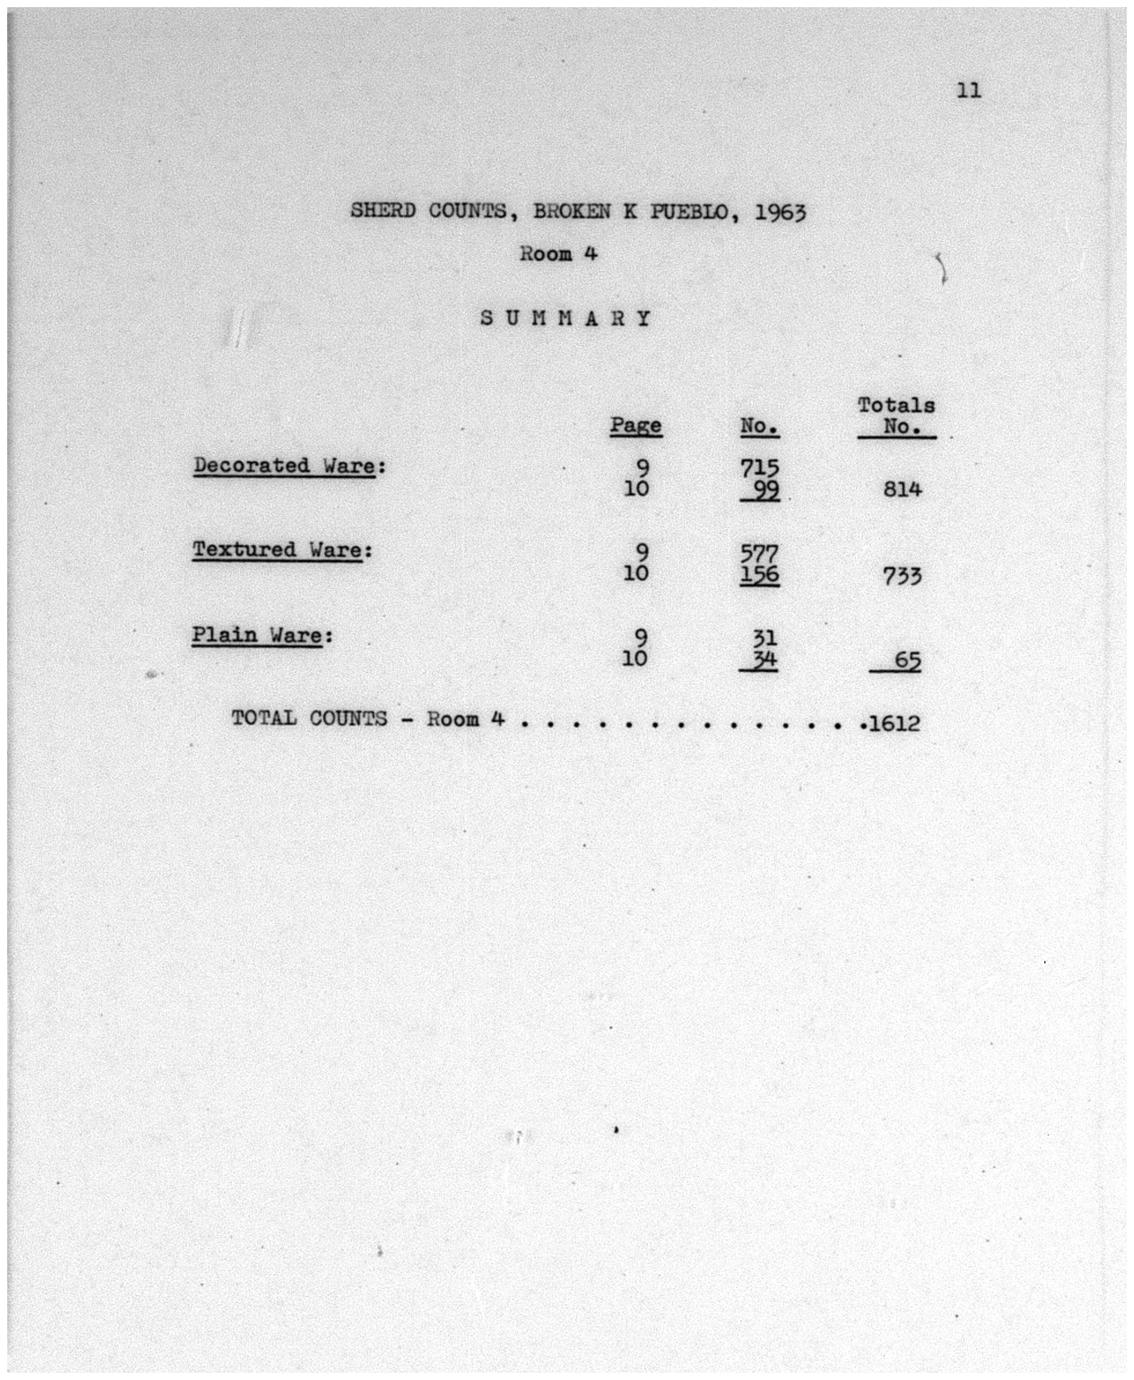 11
SHERD COUNTS, BROKEN K PUEBLO, 1963
Room 4
S U M M A R Y
Totals
Page No. No.
Decorated Ware: 9 715
10 99 814
Textured Ware: 9 577
10 156 733
Plain Ware: 9 31
10 34 65
TOTAL COUNTS - Room 4 . . . . . . . . . . . . . .1612